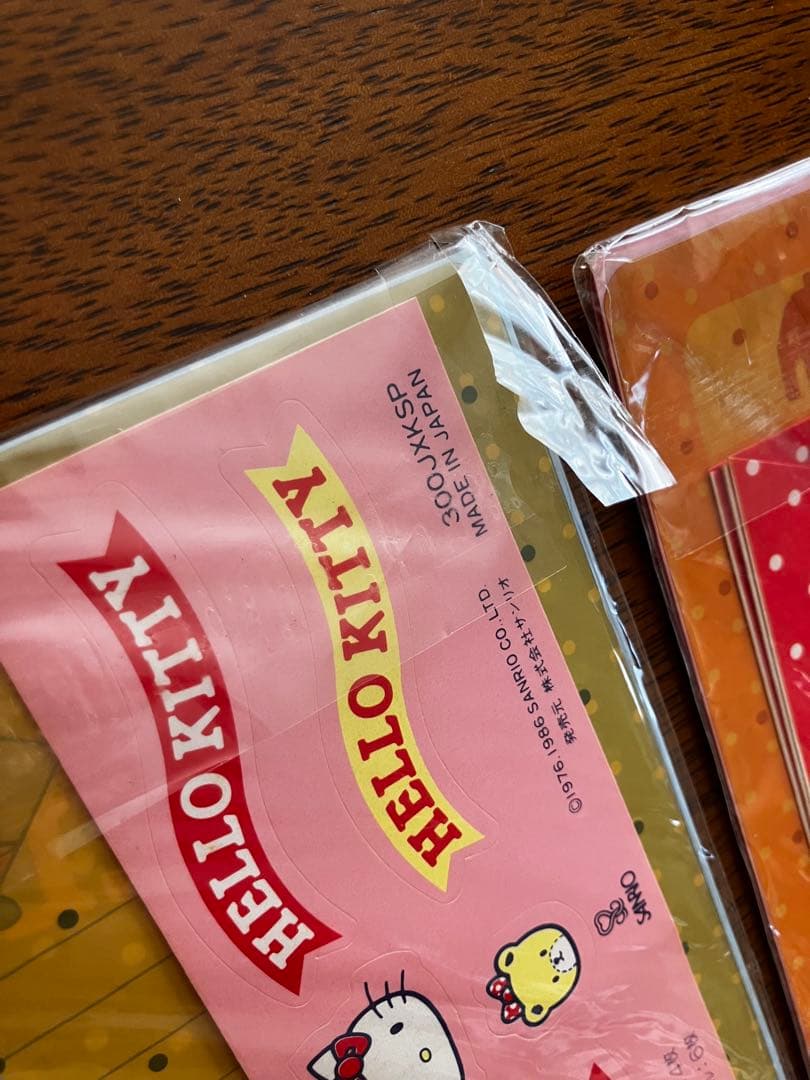 300JXKSP
MADE IN JAPAN
HELLO KITTY
HELLO KITTY
©1976.1986 SANRIO CO.,LTD.
発売元 株式会社サンリオ
SANRIO